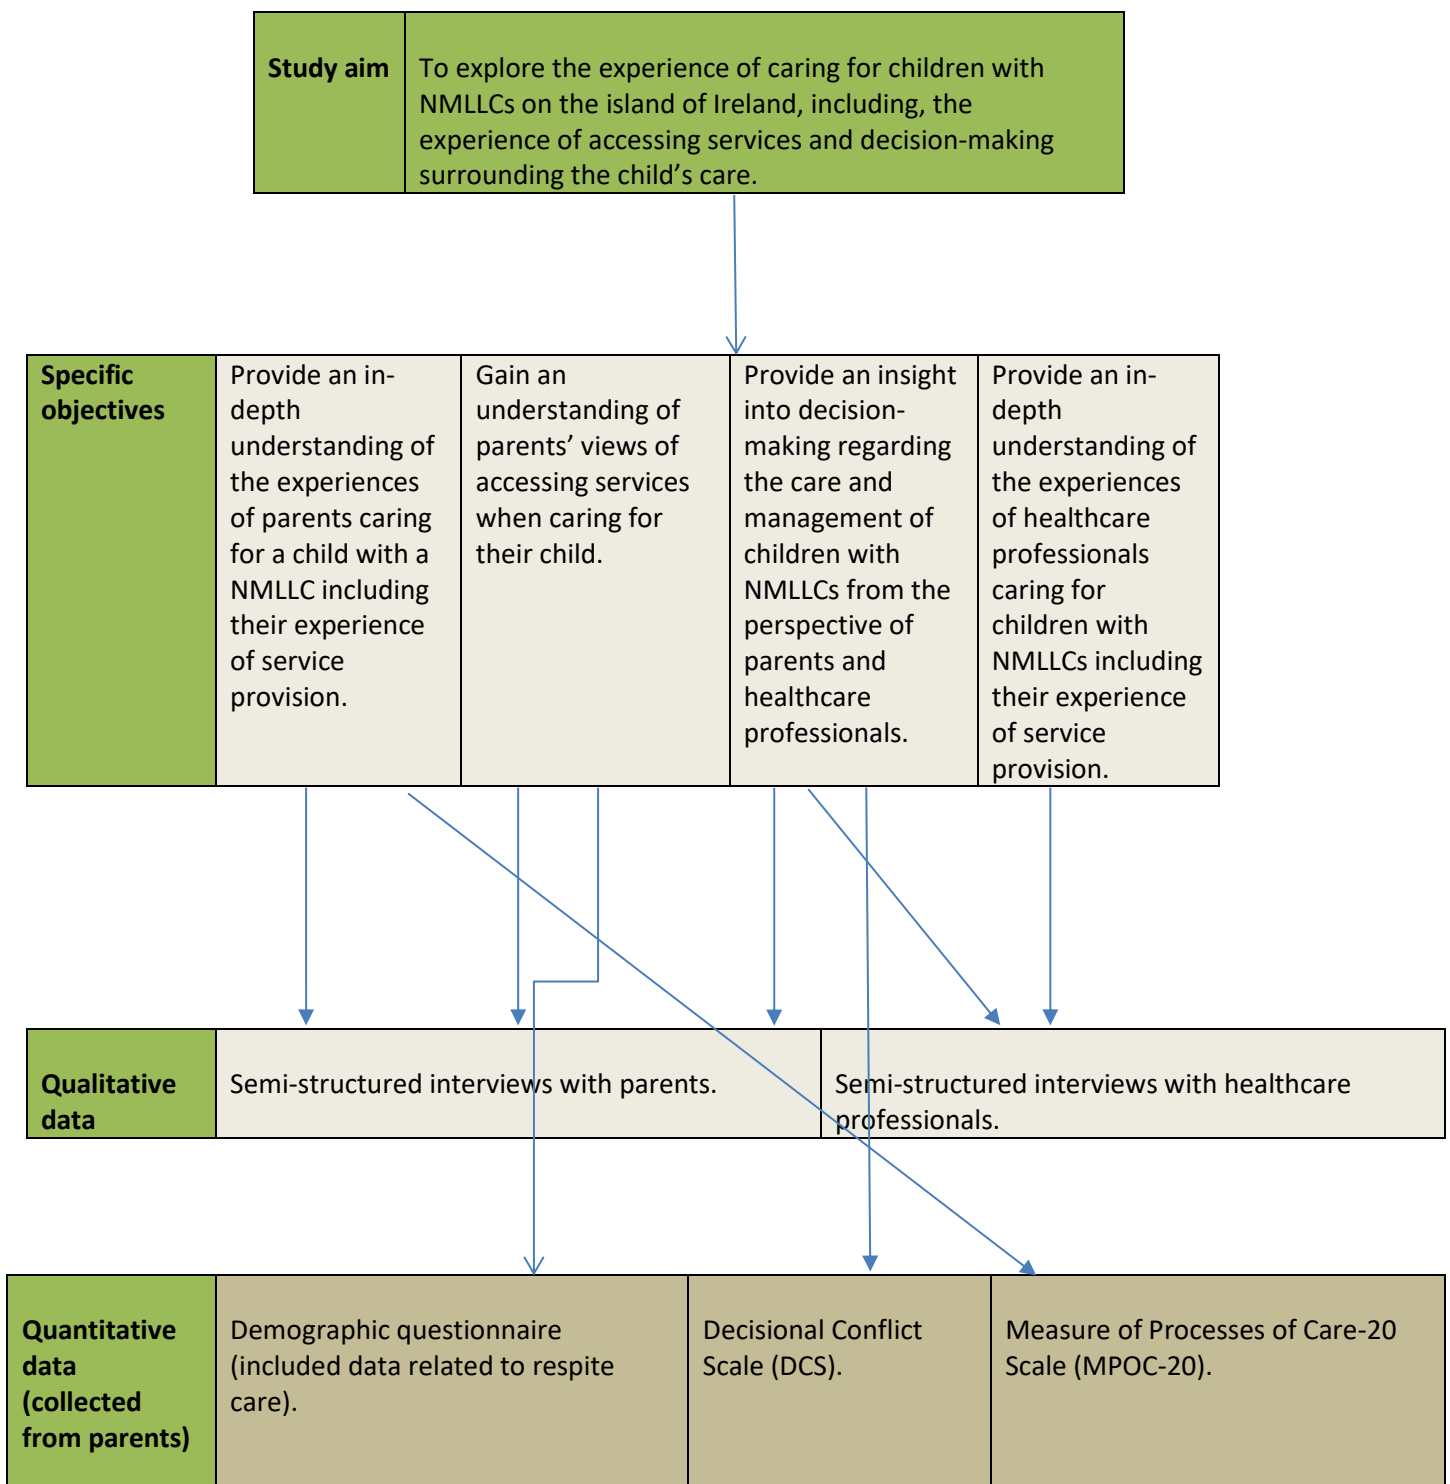 Study aim
To explore the experience of caring for children with
NMLLCs on the island of Ireland, including, the
experience of accessing services and decision-making
surrounding the child’s care.
Specific
objectives
Provide an in-
depth
understanding of
the experiences
of parents caring
for a child with a
NMLLC including
their experience
of service
provision.
Gain an
understanding of
parents’ views of
accessing services
when caring for
their child.
Provide an insight
into decision-
making regarding
the care and
management of
children with
NMLLCs from the
perspective of
parents and
healthcare
professionals.
Provide an in-
depth
understanding of
the experiences
of healthcare
professionals
caring for
children with
NMLLCs including
their experience
of service
provision.
Qualitative
data
Semi-structured interviews with parents.
Semi-structured interviews with healthcare
professionals.
Quantitative
data
(collected
from parents)
Demographic questionnaire
(included data related to respite
care).
Decisional Conflict
Scale (DCS).
Measure of Processes of Care-20
Scale (MPOC-20).